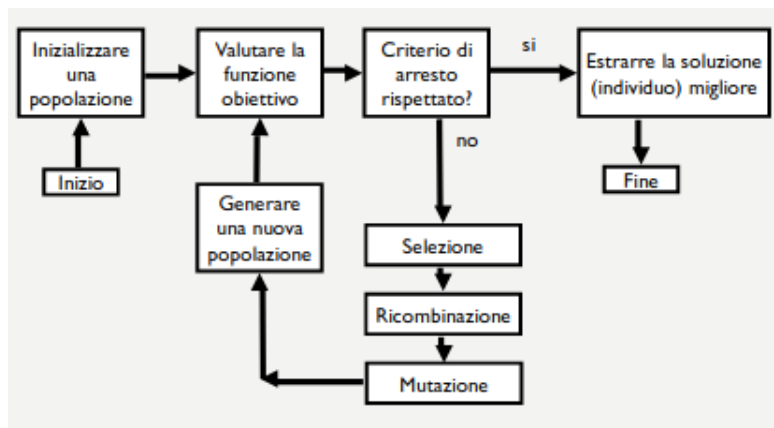 Inizializzare
una
popolazione
Valutare la
funzione
obiettivo
Criterio di
arresto
rispettato?
si
Estrarre la soluzione
(individuo) migliore
no
Inizio
Fine
Generare
una nuova
popolazione
Selezione
Ricombinazione
Mutazione